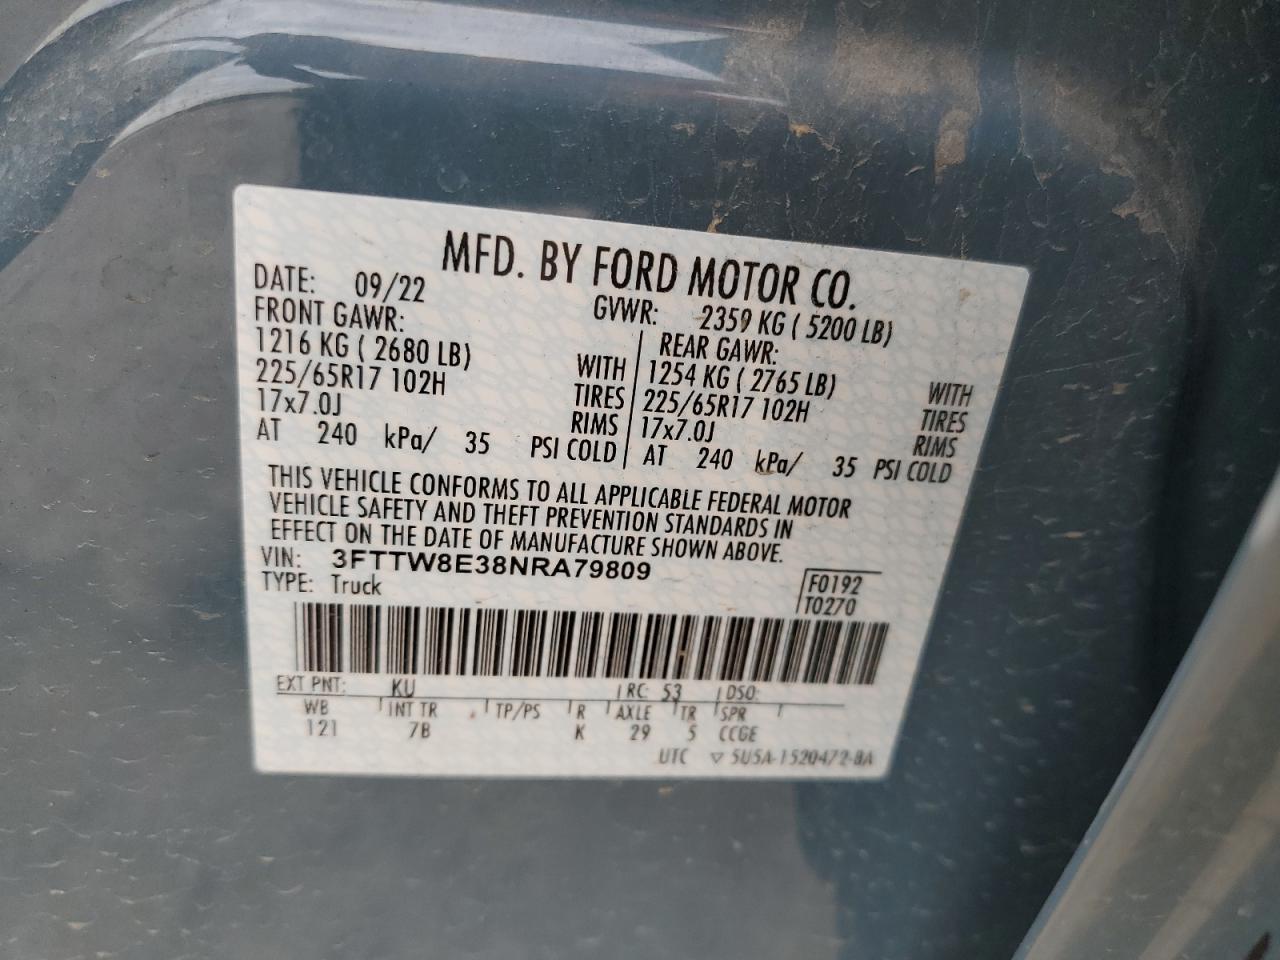 MFD. BY FORD MOTOR CO.
DATE: 09/22 GVWR: 2359 KG ( 5200 LB)
FRONT GAWR: REAR GAWR:
1216 KG ( 2680 LB) WITH 1254 KG ( 2765 LB) WITH
225/65R17 102H TIRES 225/65R17 102H TIRES
17x7.0J RIMS 17x7.0J RIMS
AT 240 kPa/ 35 PSI COLD AT 240 kPa/ 35 PSI COLD
THIS VEHICLE CONFORMS TO ALL APPLICABLE FEDERAL MOTOR
VEHICLE SAFETY AND THEFT PREVENTION STANDARDS IN
EFFECT ON THE DATE OF MANUFACTURE SHOWN ABOVE.
VIN: 3FTTW8E38NRA79809
TYPE: Truck F0192
T0270
EXT PNT: KU RC: 53 DSO:
WB INT TR TP/PS R AXLE TR SPR
121 7B K 29 5 CCGE
UTC ▽ 5U5A-1520472-BA